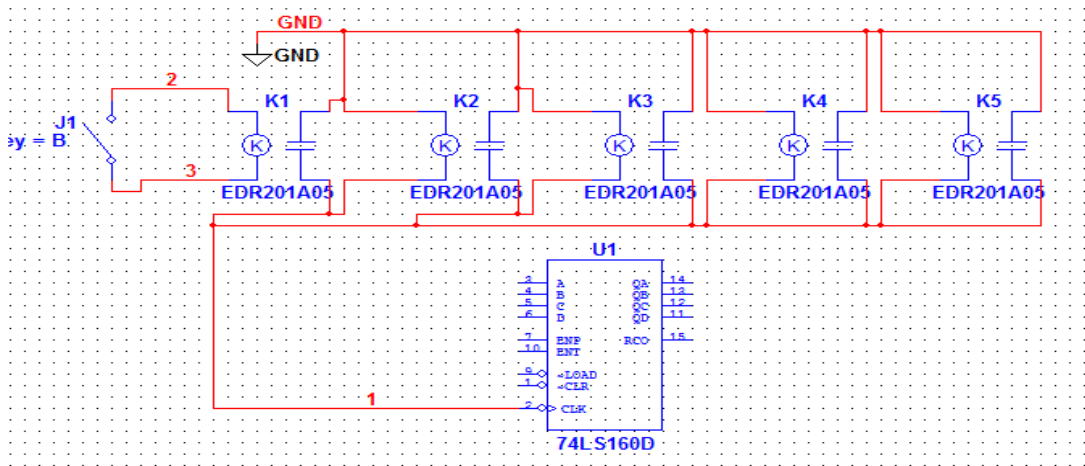 GND
GND
2
J1
ey = B
3
K1
K2
K3
K4
K5
K
K
K
K
K
EDR201A05
EDR201A05
EDR201A05
EDR201A05
EDR201A05
U1
3 A QA 14
4 B QB 13
5 C QC 12
6 D QD 11
7 ENP RCO 15
10 ENT
9 ~LOAD
1 ~CLR
2 CLK
1
74LS160D